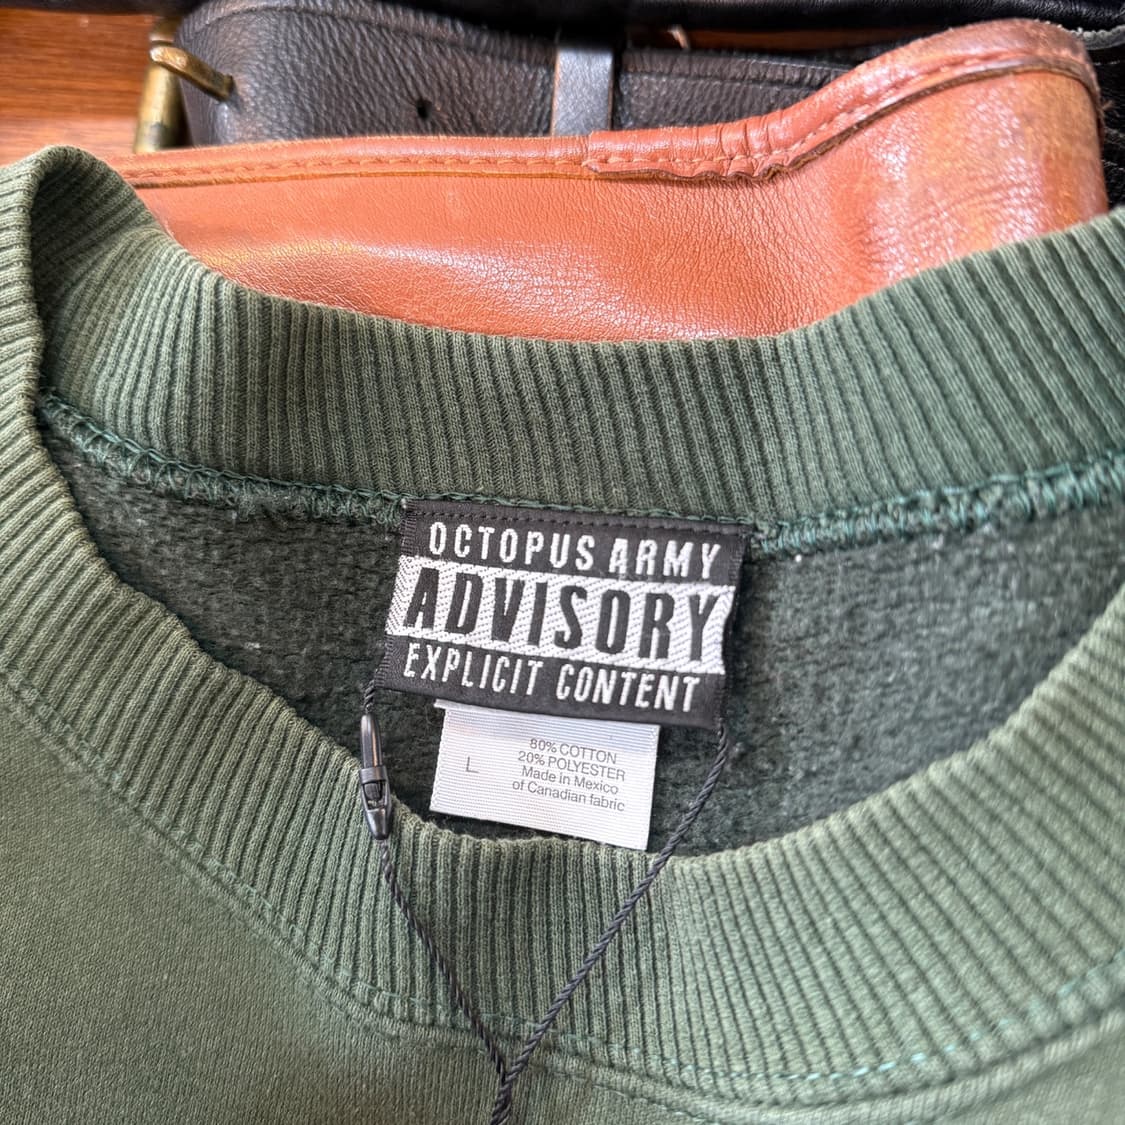 OCTOPUS ARMY
ADVISORY
EXPLICIT CONTENT
L
80% COTTON
20% POLYESTER
Made in Mexico
of Canadian fabric